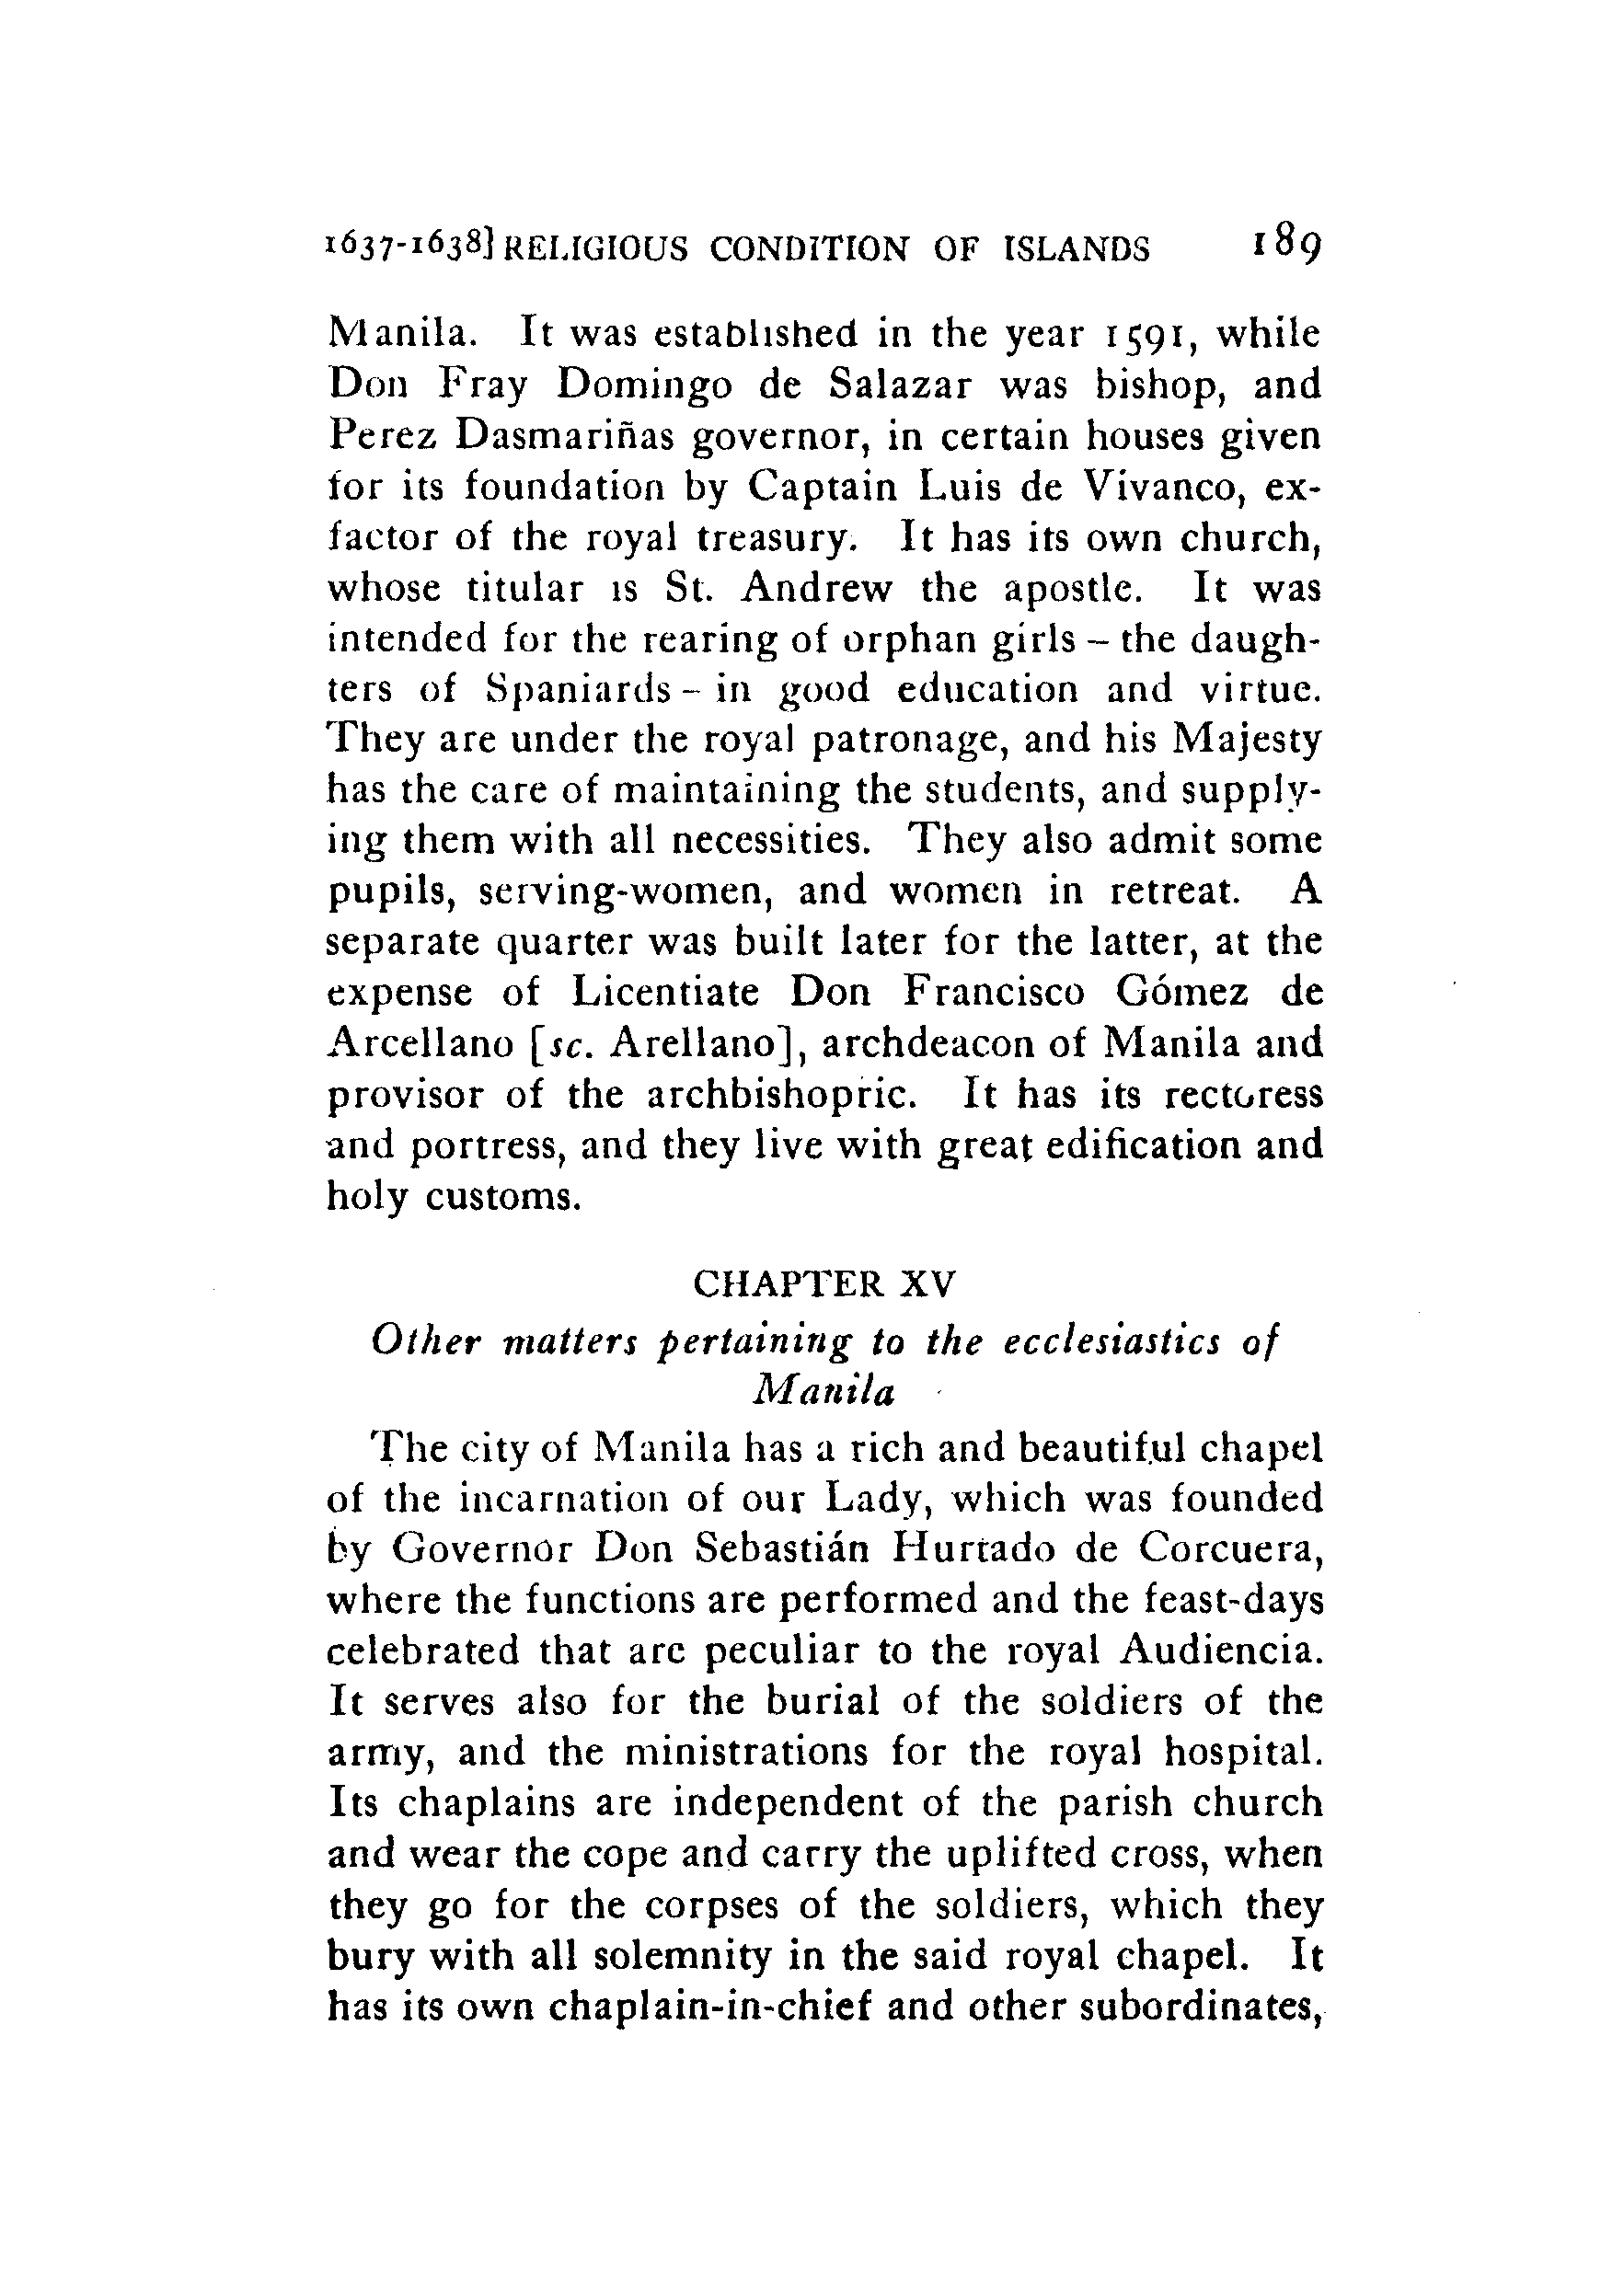 1637-1638] RELIGIOUS CONDITION OF ISLANDS 189
Manila. It was established in the year 1591, while
Don Fray Domingo de Salazar was bishop, and
Perez Dasmariñas governor, in certain houses given
for its foundation by Captain Luis de Vivanco, ex-
factor of the royal treasury. It has its own church,
whose titular is St. Andrew the apostle. It was
intended for the rearing of orphan girls – the daugh-
ters of Spaniards – in good education and virtue.
They are under the royal patronage, and his Majesty
has the care of maintaining the students, and supply-
ing them with all necessities. They also admit some
pupils, serving-women, and women in retreat. A
separate quarter was built later for the latter, at the
expense of Licentiate Don Francisco Gómez de
Arcellano [sc. Arellano], archdeacon of Manila and
provisor of the archbishopric. It has its rectoress
and portress, and they live with great edification and
holy customs.
CHAPTER XV
Other matters pertaining to the ecclesiastics of
Manila
The city of Manila has a rich and beautiful chapel
of the incarnation of our Lady, which was founded
by Governor Don Sebastián Hurtado de Corcuera,
where the functions are performed and the feast-days
celebrated that are peculiar to the royal Audiencia.
It serves also for the burial of the soldiers of the
army, and the ministrations for the royal hospital.
Its chaplains are independent of the parish church
and wear the cope and carry the uplifted cross, when
they go for the corpses of the soldiers, which they
bury with all solemnity in the said royal chapel. It
has its own chaplain-in-chief and other subordinates,